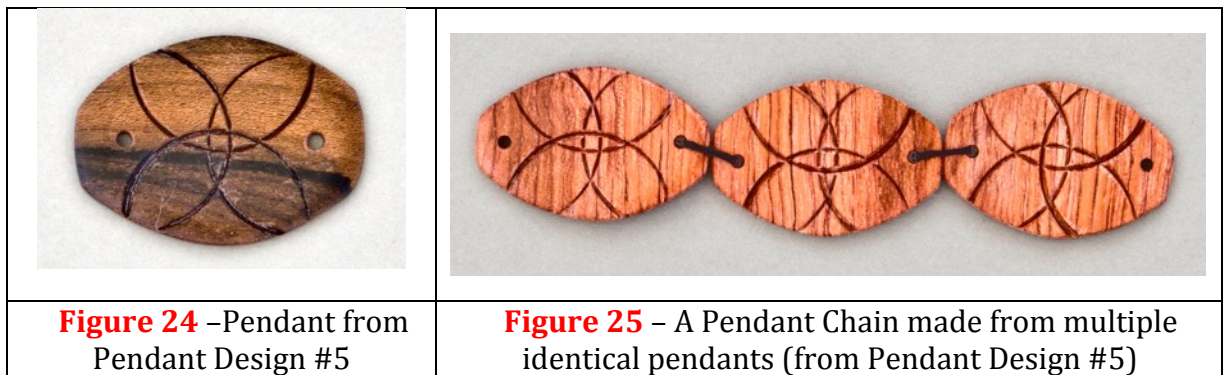 Figure 24 –Pendant from
Pendant Design #5
Figure 25 – A Pendant Chain made from multiple
identical pendants (from Pendant Design #5)